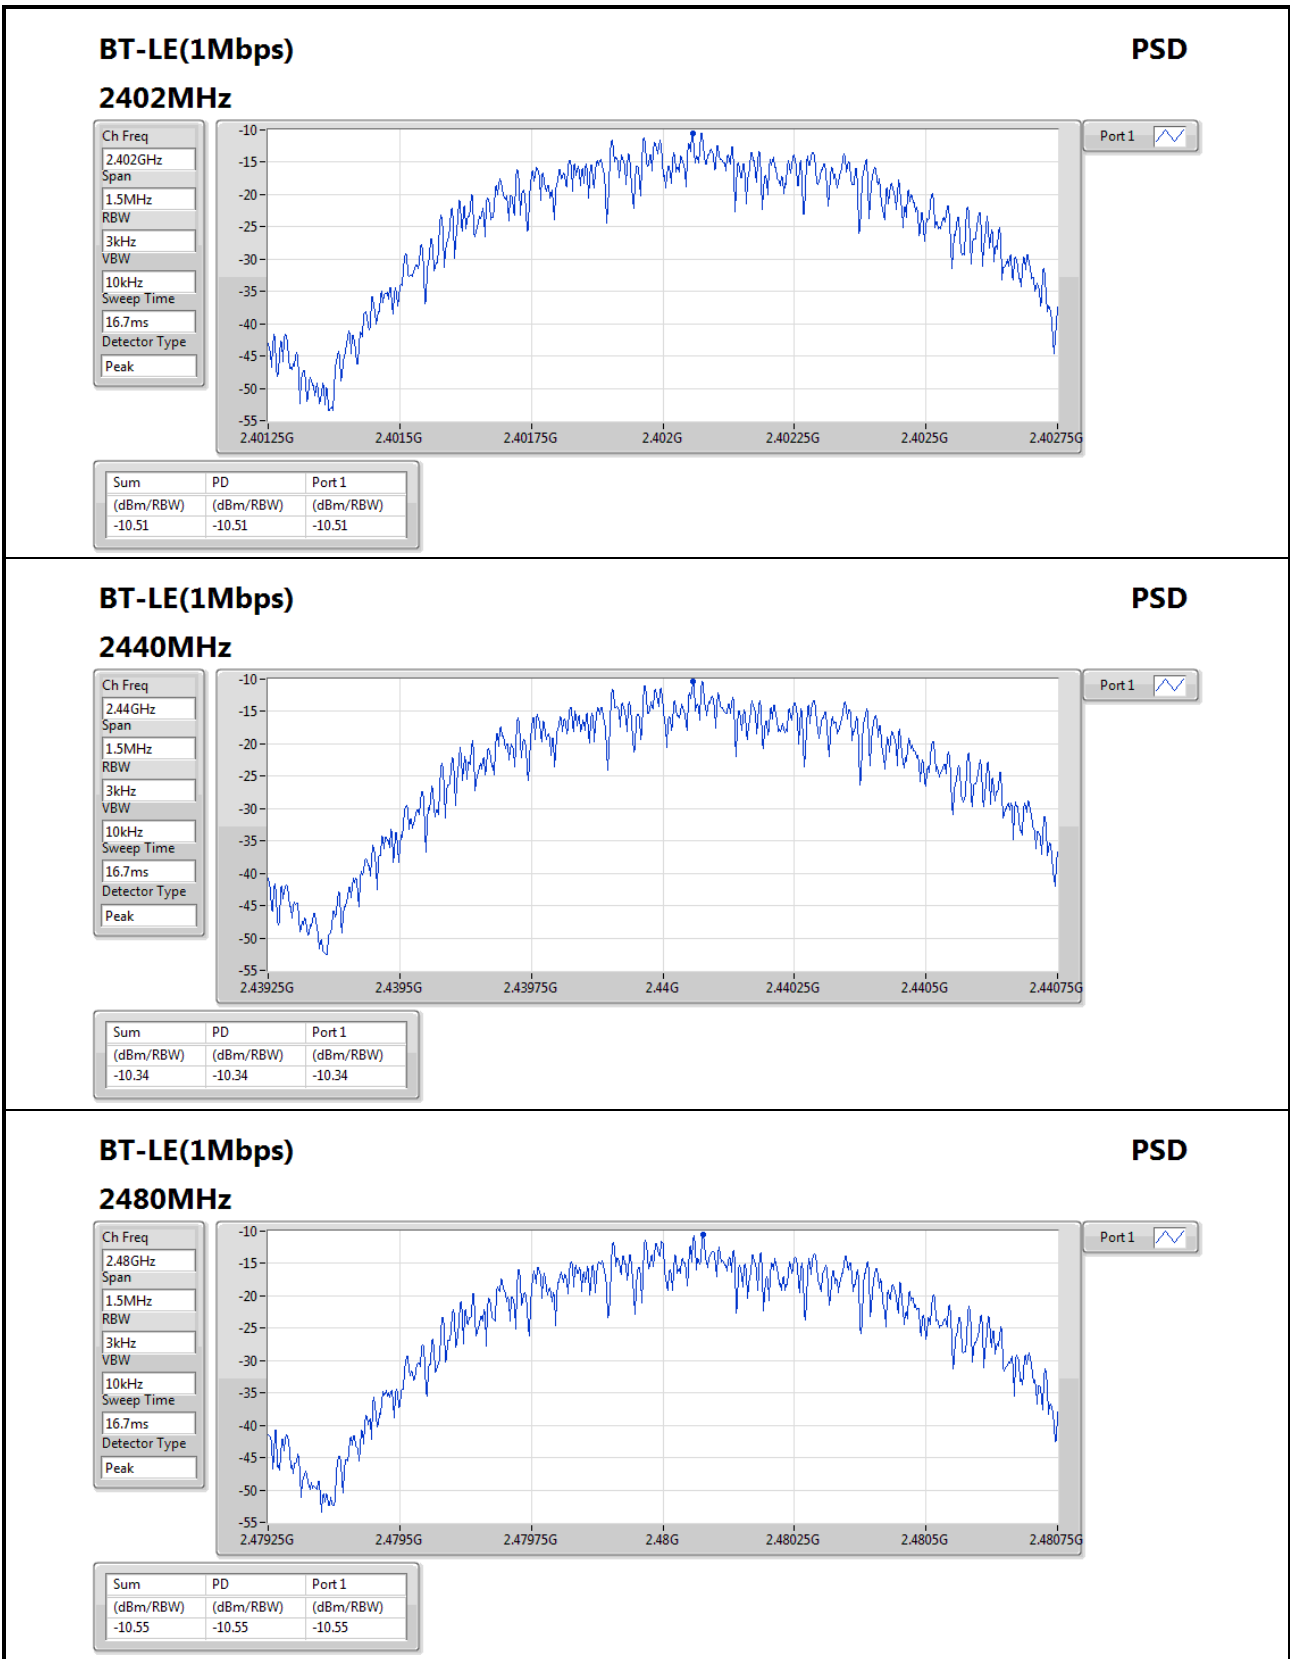 BT-LE(1Mbps) PSD
2402MHz
Ch Freq
2.402GHz
Span
1.5MHz
RBW
3kHz
VBW
10kHz
Sweep Time
16.7ms
Detector Type
Peak
-10
-15
-20
-25
-30
-35
-40
-45
-50
-55
2.40125G 2.4015G 2.40175G 2.402G 2.40225G 2.4025G 2.40275G
Port 1
Sum PD Port 1
(dBm/RBW) (dBm/RBW) (dBm/RBW)
-10.51 -10.51 -10.51
BT-LE(1Mbps) PSD
2440MHz
Ch Freq
2.44GHz
Span
1.5MHz
RBW
3kHz
VBW
10kHz
Sweep Time
16.7ms
Detector Type
Peak
-10
-15
-20
-25
-30
-35
-40
-45
-50
-55
2.43925G 2.4395G 2.43975G 2.44G 2.44025G 2.4405G 2.44075G
Port 1
Sum PD Port 1
(dBm/RBW) (dBm/RBW) (dBm/RBW)
-10.34 -10.34 -10.34
BT-LE(1Mbps) PSD
2480MHz
Ch Freq
2.48GHz
Span
1.5MHz
RBW
3kHz
VBW
10kHz
Sweep Time
16.7ms
Detector Type
Peak
-10
-15
-20
-25
-30
-35
-40
-45
-50
-55
2.47925G 2.4795G 2.47975G 2.48G 2.48025G 2.4805G 2.48075G
Port 1
Sum PD Port 1
(dBm/RBW) (dBm/RBW) (dBm/RBW)
-10.55 -10.55 -10.55